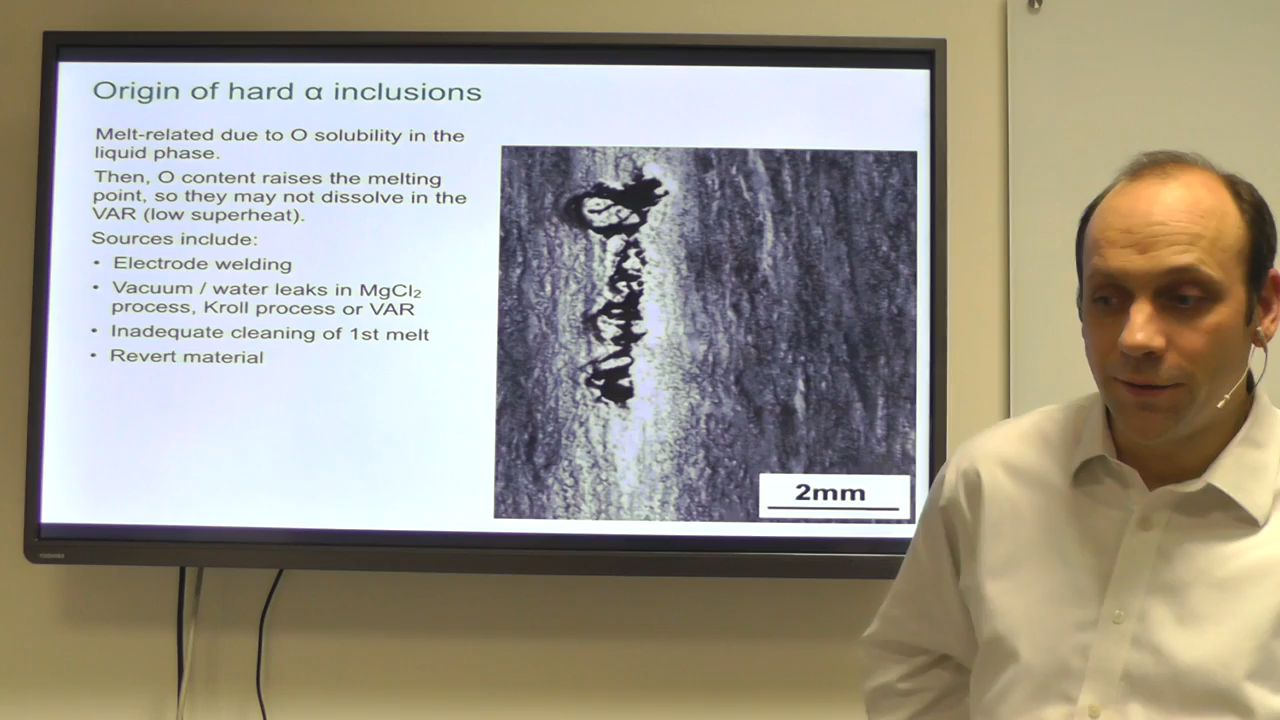 Origin of hard α inclusions
Melt-related due to O solubility in the
liquid phase.
Then, O content raises the melting
point, so they may not dissolve in the
VAR (low superheat).
Sources include:
• Electrode welding
• Vacuum / water leaks in MgCl₂
process, Kroll process or VAR
• Inadequate cleaning of 1st melt
• Revert material
2mm
TOSHIBA